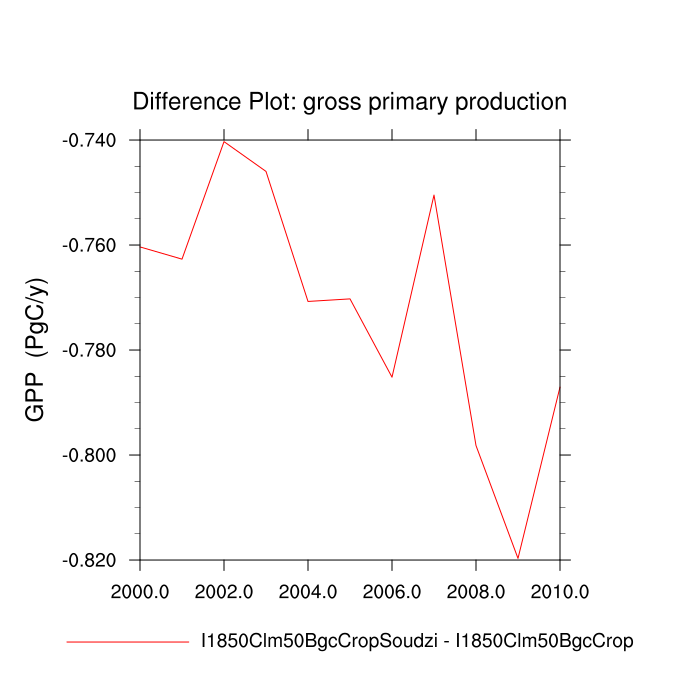 Difference Plot: gross primary production
-0.740
-0.760
-0.780
-0.800
-0.820
GPP (PgC/y)
2000.0 2002.0 2004.0 2006.0 2008.0 2010.0
I1850Clm50BgcCropSoudzi - I1850Clm50BgcCrop